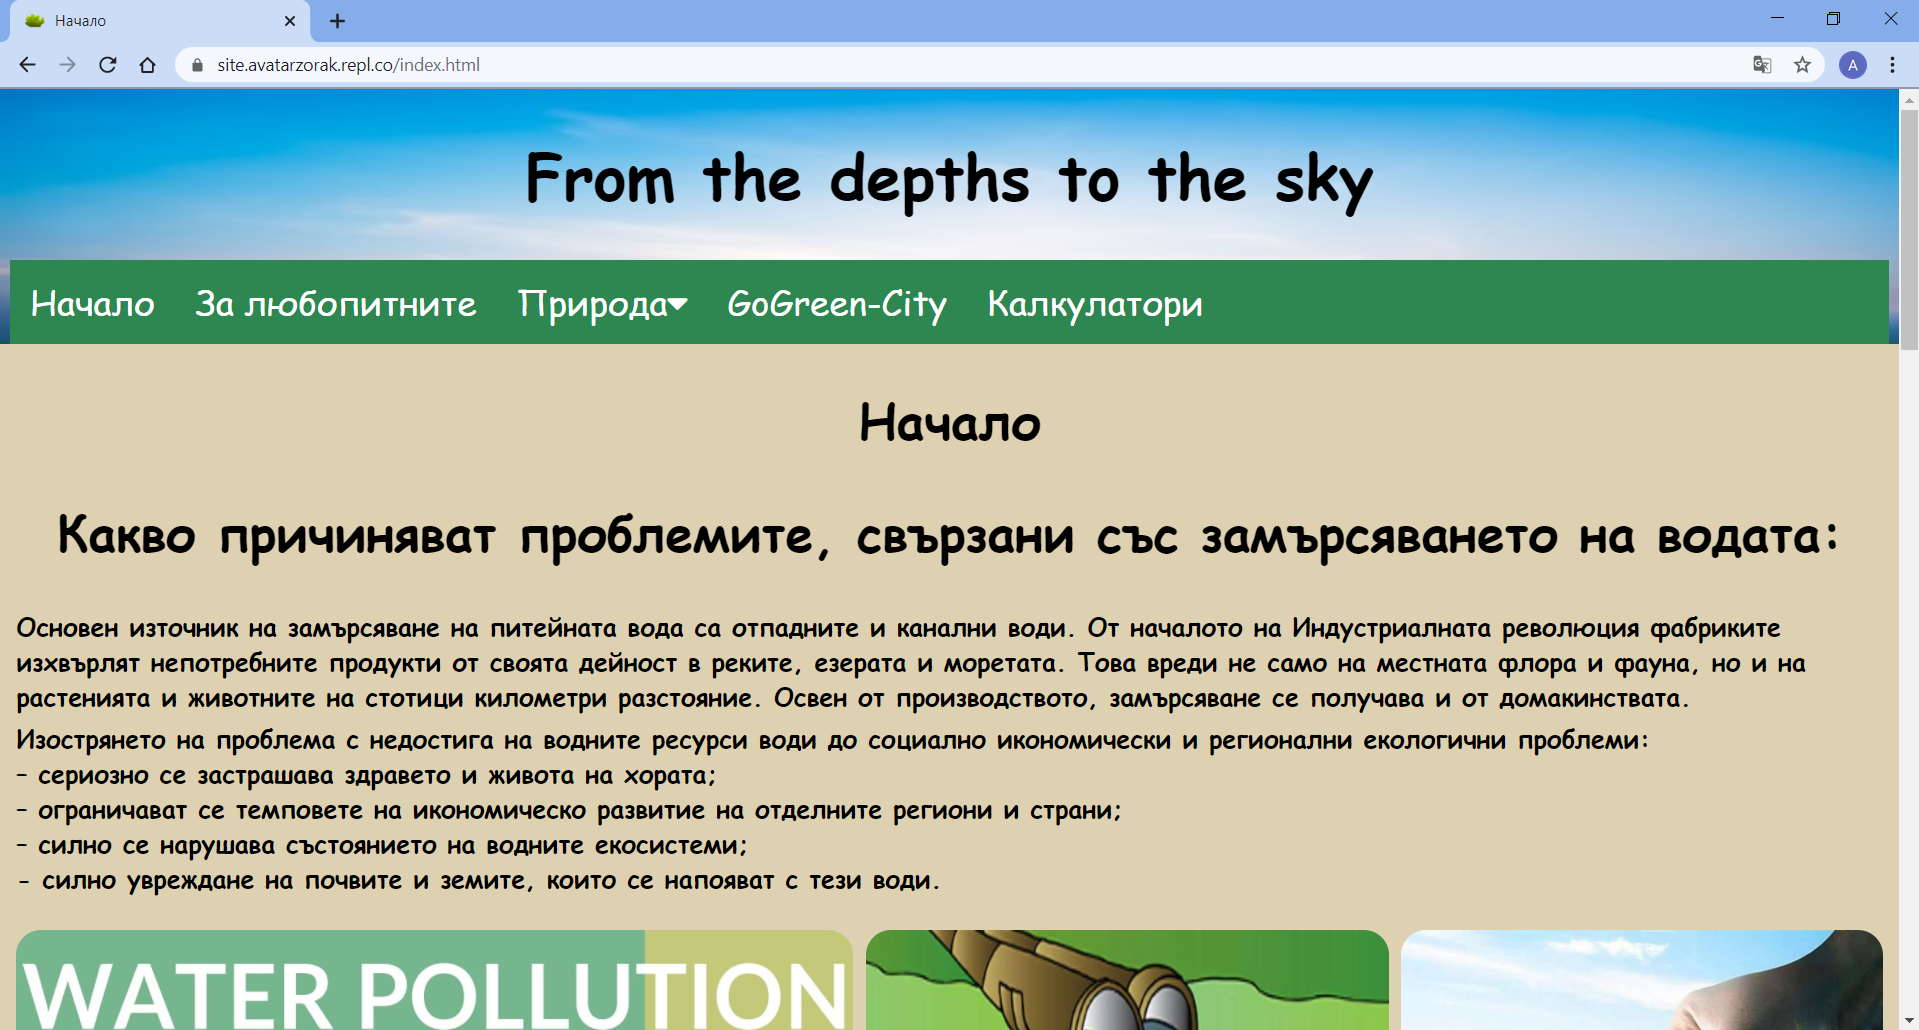 Начало
site.avatarzorak.repl.co/index.html
A
From the depths to the sky
Начало За любопитните Природа GoGreen-City Калкулатори
Начало
Какво причиняват проблемите, свързани със замърсяването на водата:
Основен източник на замърсяване на питейната вода са отпадните и канални води. От началото на Индустриалната революция фабриките
изхвърлят непотребните продукти от своята дейност в реките, езерата и моретата. Това вреди не само на местната флора и фауна, но и на
растенията и животните на стотици километри разстояние. Освен от производството, замърсяване се получава и от домакинствата.
Изострянето на проблема с недостига на водните ресурси води до социално икономически и регионални екологични проблеми:
- сериозно се застрашава здравето и живота на хората;
- ограничават се темповете на икономическо развитие на отделните региони и страни;
- силно се нарушава състоянието на водните екосистеми;
- силно увреждане на почвите и земите, които се напояват с тези води.
WATER POLLUTION